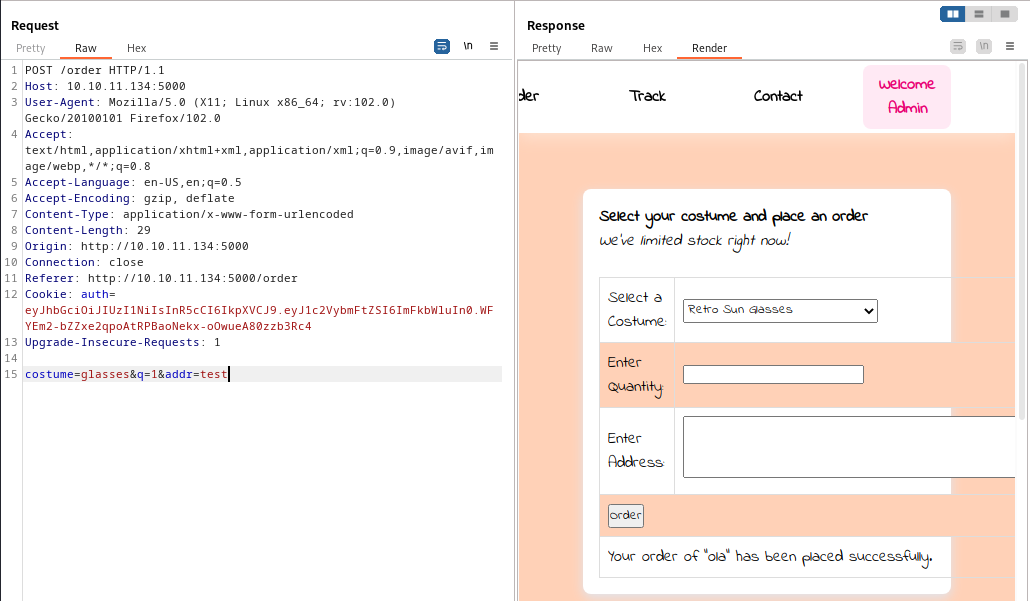 Request
Pretty Raw Hex
\n
1 POST /order HTTP/1.1
2 Host: 10.10.11.134:5000
3 User-Agent: Mozilla/5.0 (X11; Linux x86_64; rv:102.0)
Gecko/20100101 Firefox/102.0
4 Accept:
text/html,application/xhtml+xml,application/xml;q=0.9,image/avif,im
age/webp,*/*;q=0.8
5 Accept-Language: en-US,en;q=0.5
6 Accept-Encoding: gzip, deflate
7 Content-Type: application/x-www-form-urlencoded
8 Content-Length: 29
9 Origin: http://10.10.11.134:5000
10 Connection: close
11 Referer: http://10.10.11.134:5000/order
12 Cookie: auth=
eyJhbGciOiJIUzI1NiIsInR5cCI6IkpXVCJ9.eyJ1c2VybmFtZSI6ImFkbWluIn0.WF
YEm2-bZZxe2qpoAtRPBaoNekx-oOwueA80zzb3Rc4
13 Upgrade-Insecure-Requests: 1
14
15 costume=glasses&q=1&addr=test
Response
Pretty Raw Hex Render
\n
der Track Contact Welcome
Admin
Select your costume and place an order
We've limited stock right now!
Select a
Costume:
Retro Sun Glasses
Enter
Quantity:
Enter
Address:
Order
Your order of "ola" has been placed successfully.